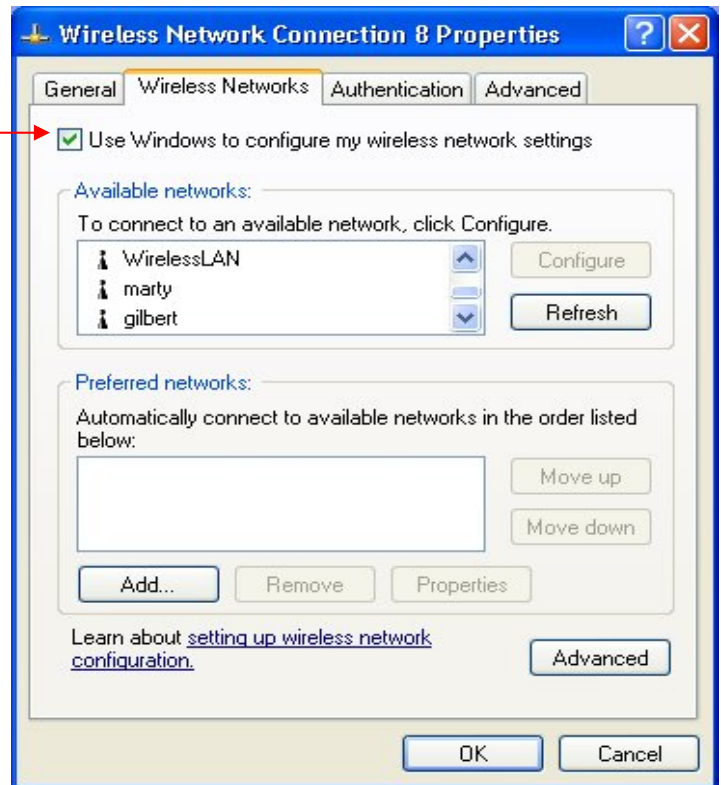 Wireless Network Connection 8 Properties
General Wireless Networks Authentication Advanced
Use Windows to configure my wireless network settings
Available networks:
To connect to an available network, click Configure.
WirelessLAN
marty
gilbert
Configure
Refresh
Preferred networks:
Automatically connect to available networks in the order listed
below:
Move up
Move down
Add... Remove Properties
Learn about setting up wireless network
configuration.
Advanced
OK Cancel